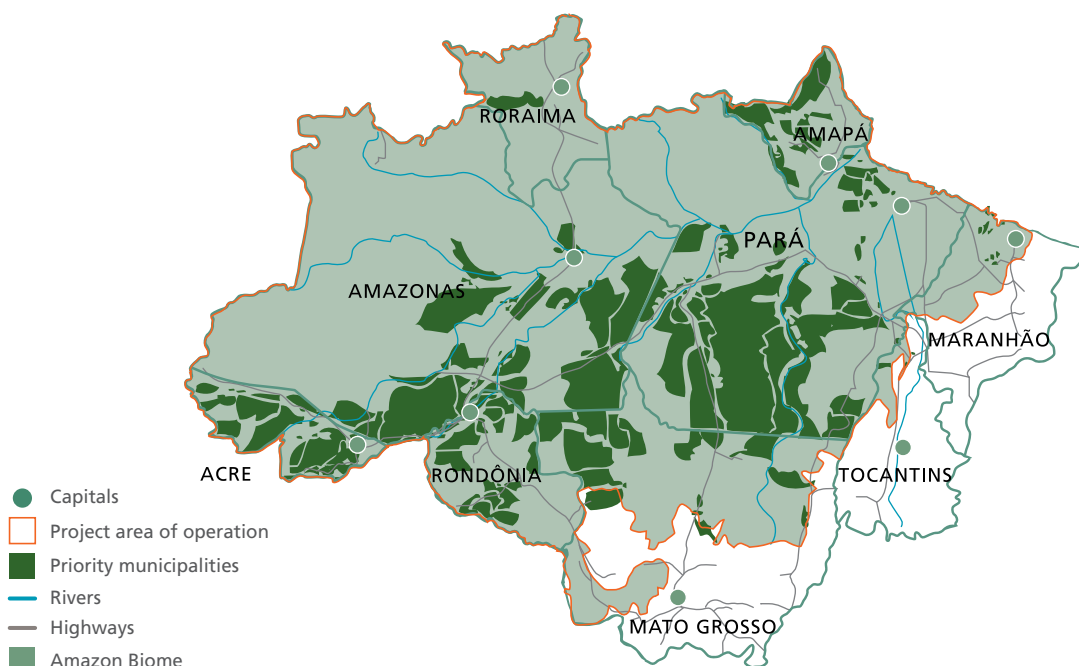 RORAIMA
AMAPÁ
PARÁ
AMAZONAS
MARANHÃO
ACRE
RONDÔNIA
TOCANTINS
MATO GROSSO
Capitals
Project area of operation
Priority municipalities
Rivers
Highways
Amazon Biome